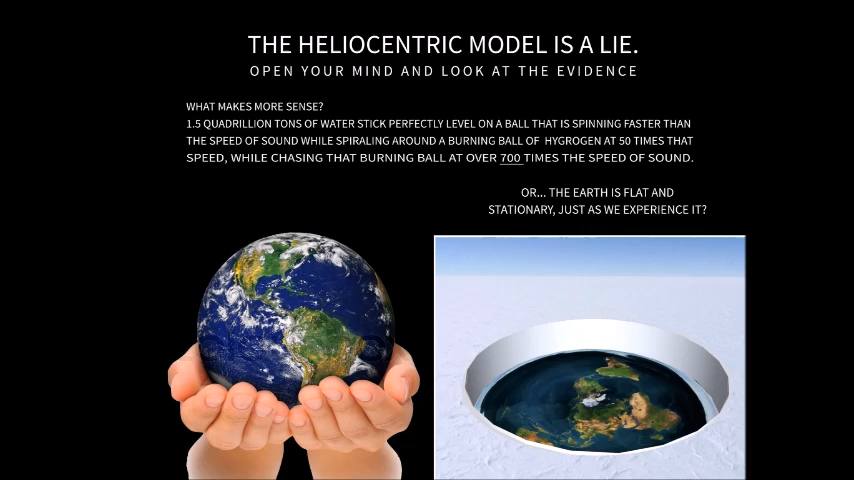 THE HELIOCENTRIC MODEL IS A LIE.
OPEN YOUR MIND AND LOOK AT THE EVIDENCE
WHAT MAKES MORE SENSE?
1.5 QUADRILLION TONS OF WATER STICK PERFECTLY LEVEL ON A BALL THAT IS SPINNING FASTER THAN
THE SPEED OF SOUND WHILE SPIRALING AROUND A BURNING BALL OF HYGROGEN AT 50 TIMES THAT
SPEED, WHILE CHASING THAT BURNING BALL AT OVER 700 TIMES THE SPEED OF SOUND.
OR... THE EARTH IS FLAT AND
STATIONARY, JUST AS WE EXPERIENCE IT?